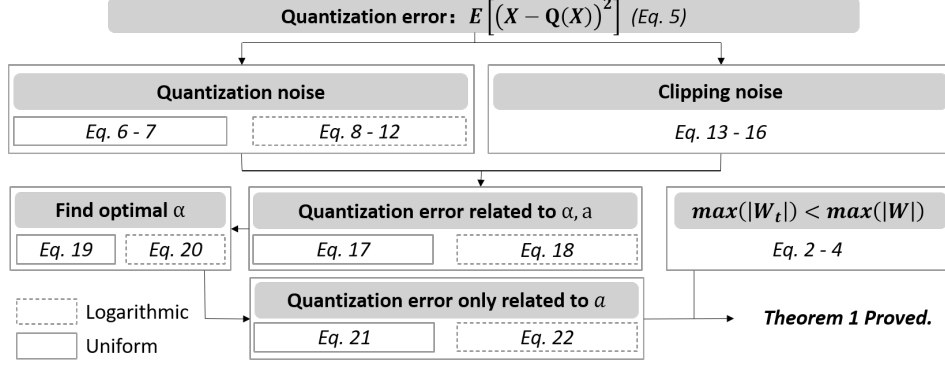 Quantization error: E[(X − Q(X))²] (Eq. 5)
Quantization noise
Clipping noise
Eq. 6 - 7
Eq. 8 - 12
Eq. 13 - 16
Find optimal α
Quantization error related to α, a
max(|Wₜ|) < max(|W|)
Eq. 19
Eq. 20
Eq. 17
Eq. 18
Eq. 2 - 4
Quantization error only related to a
Logarithmic
Theorem 1 Proved.
Uniform
Eq. 21
Eq. 22